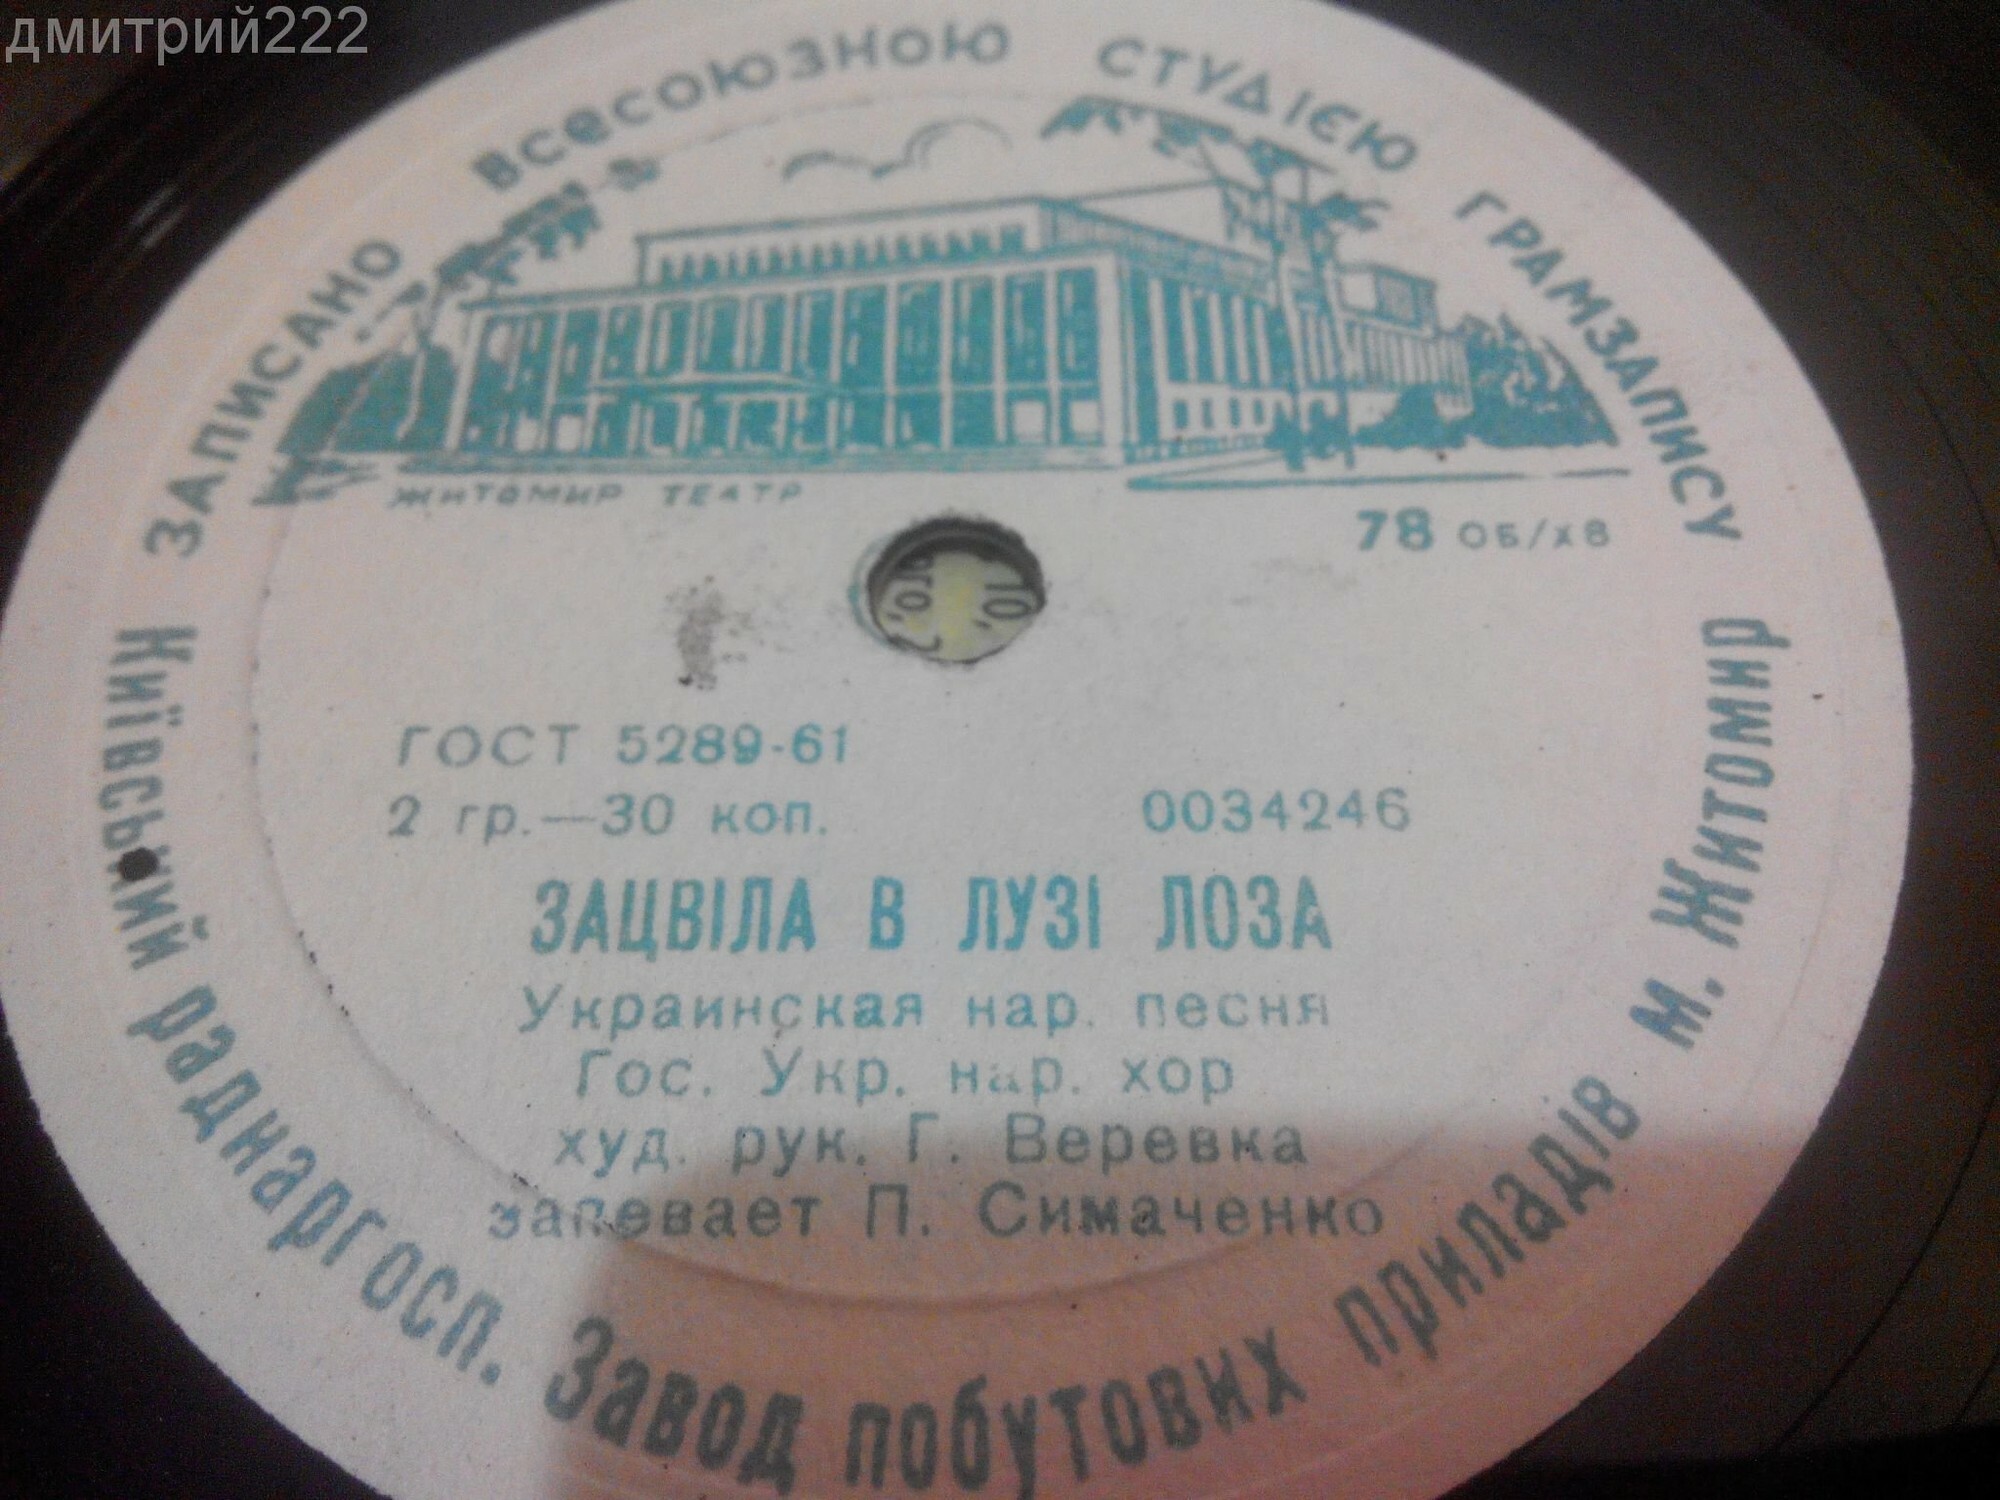 дмитрий222
ЗАПИСАНО ВСЕСОЮЗНОЮ СТУДІЄЮ ГРАМЗАПИСУ
ЖИТОМИР ТЕАТР
78 ОБ/Х8
ГОСТ 5289-61
2 гр.—30 коп. 0034246
ЗАЦВІЛА В ЛУЗІ ЛОЗА
Украинская нар. песня
Гос. Укр. нар. хор
худ. рук. Г. Веревка
запевает П. Симаченко
Київський раднаргосп. Завод побутових приладів м. Житомир